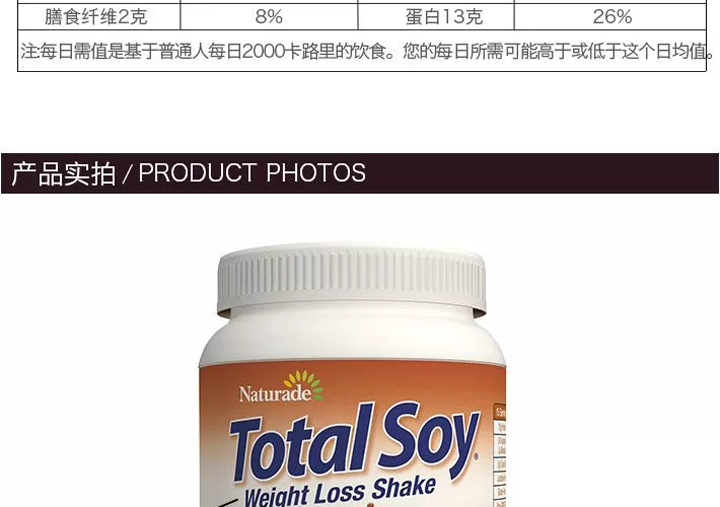 膳食纤维2克 8% 蛋白13克 26%
注:每日需值是基于普通人每日2000卡路里的饮食。您的每日所需可能高于或低于这个日均值。
产品实拍 / PRODUCT PHOTOS
Naturade
Total Soy®
Weight Loss Shake